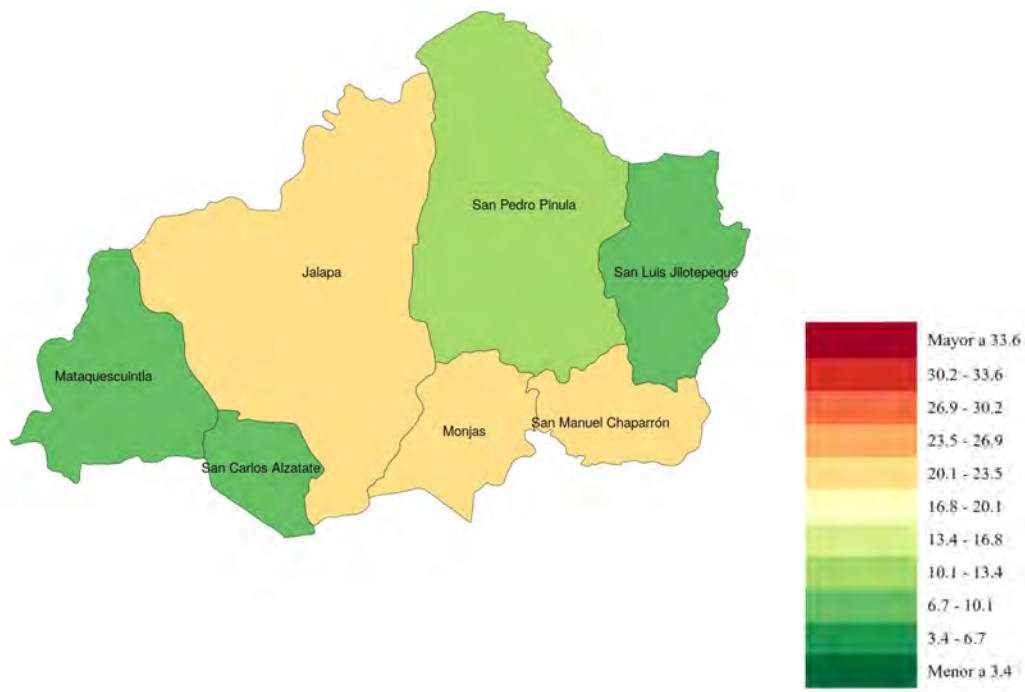 San Pedro Pinula
Jalapa
San Luis Jilotepeque
Mataquescuintla
San Manuel Chaparrón
Monjas
San Carlos Alzatate
Mayor a 33.6
30.2 - 33.6
26.9 - 30.2
23.5 - 26.9
20.1 - 23.5
16.8 - 20.1
13.4 - 16.8
10.1 - 13.4
6.7 - 10.1
3.4 - 6.7
Menor a 3.4